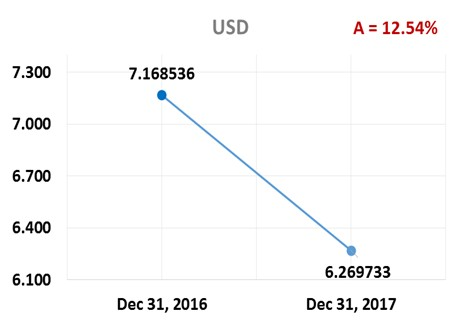 USD
A = 12.54%
7.300
7.168536
7.000
6.700
6.400
6.269733
6.100
Dec 31, 2016
Dec 31, 2017